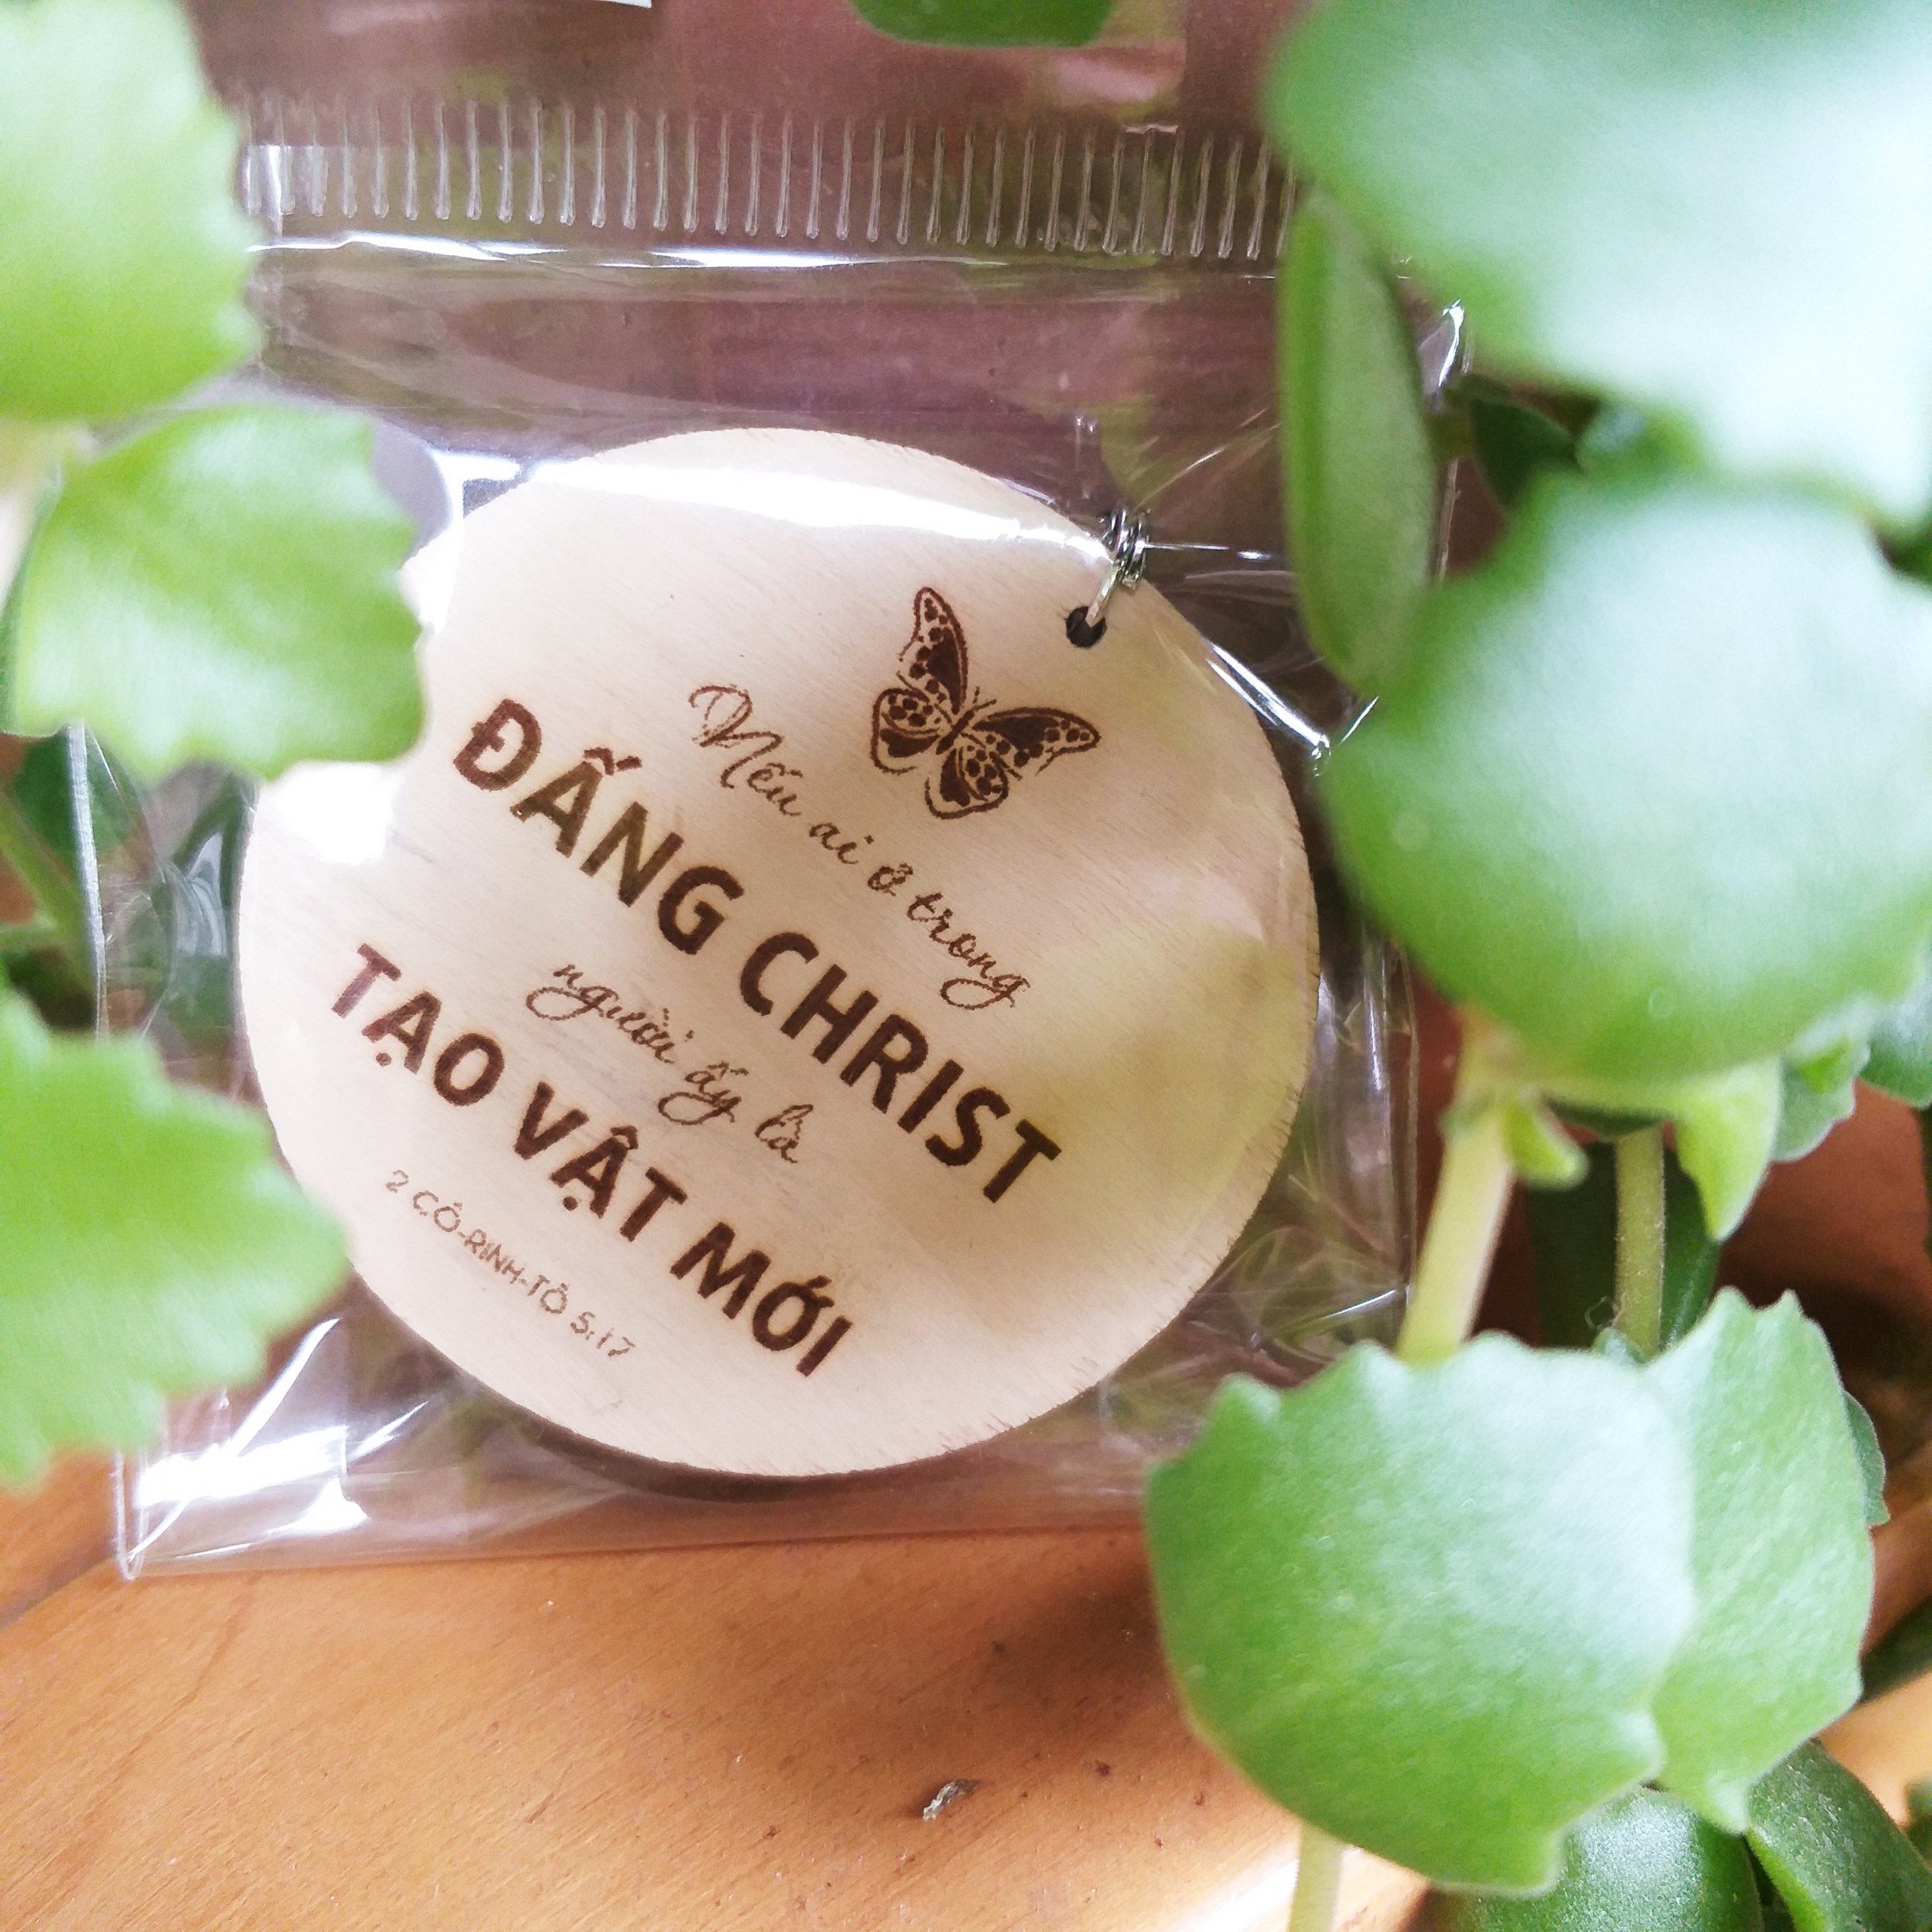 Nếu ai ở trong
ĐẤNG CHRIST
người ấy là
TẠO VẬT MỚI
2 CÔ-RINH-TÔ 5:17